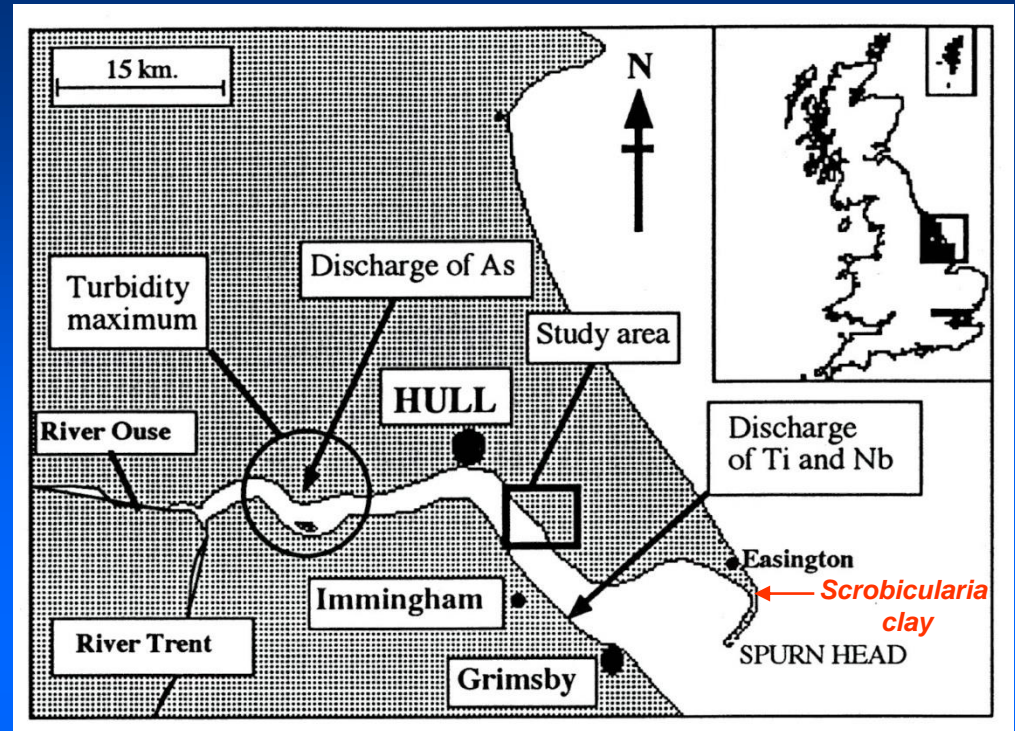 15 km.
N
Discharge of As
Turbidity
maximum
Study area
HULL
River Ouse
Discharge
of Ti and Nb
Easington
Scrobicularia
clay
Immingham
River Trent
SPURN HEAD
Grimsby